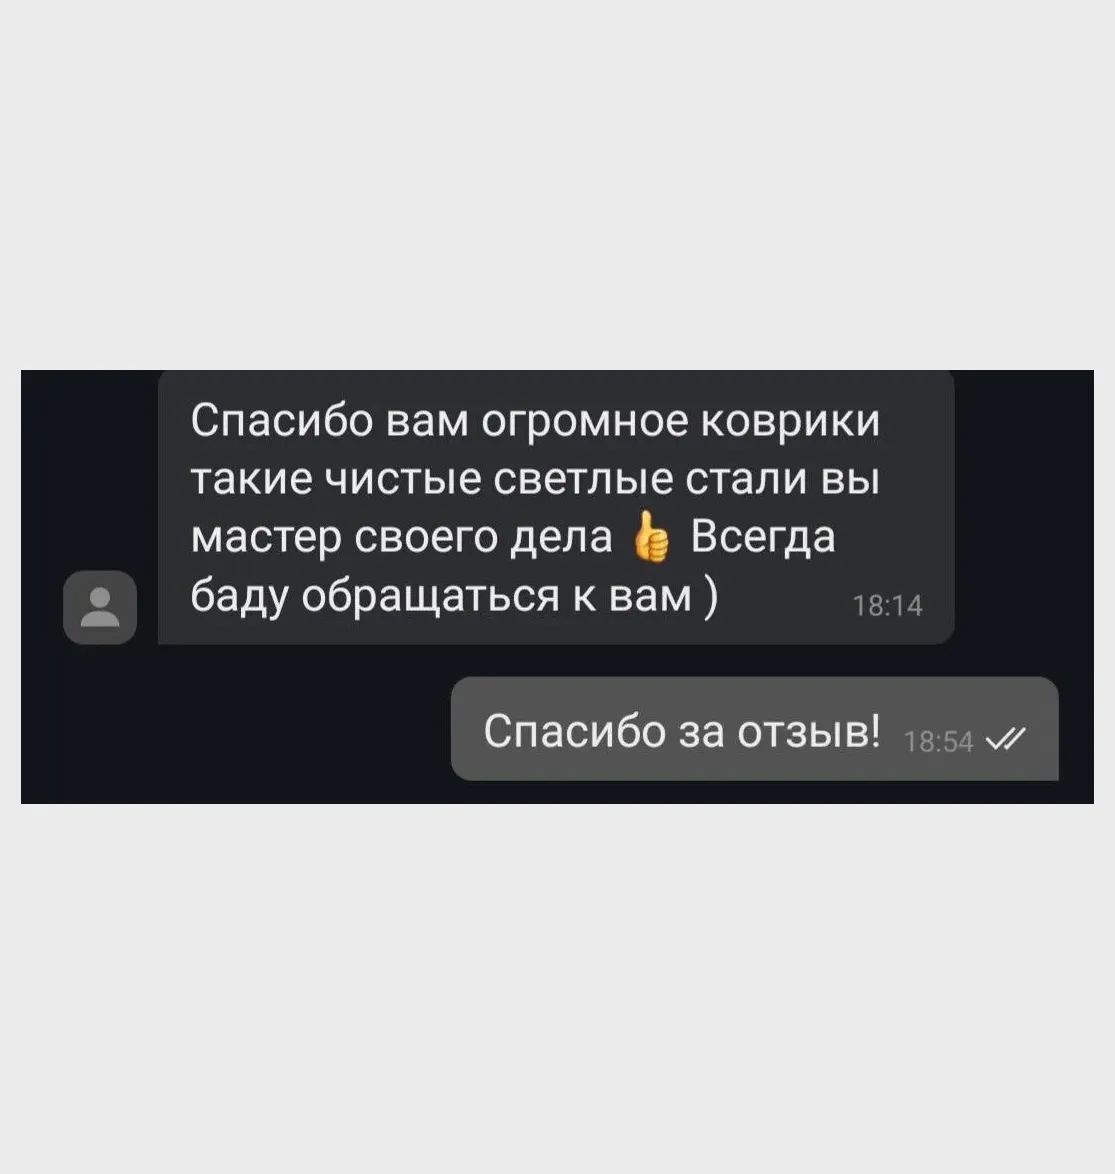 Спасибо вам огромное коврики
такие чистые светлые стали вы
мастер своего дела 👍 Всегда
баду обращаться к вам )
18:14
Спасибо за отзыв!
18:54